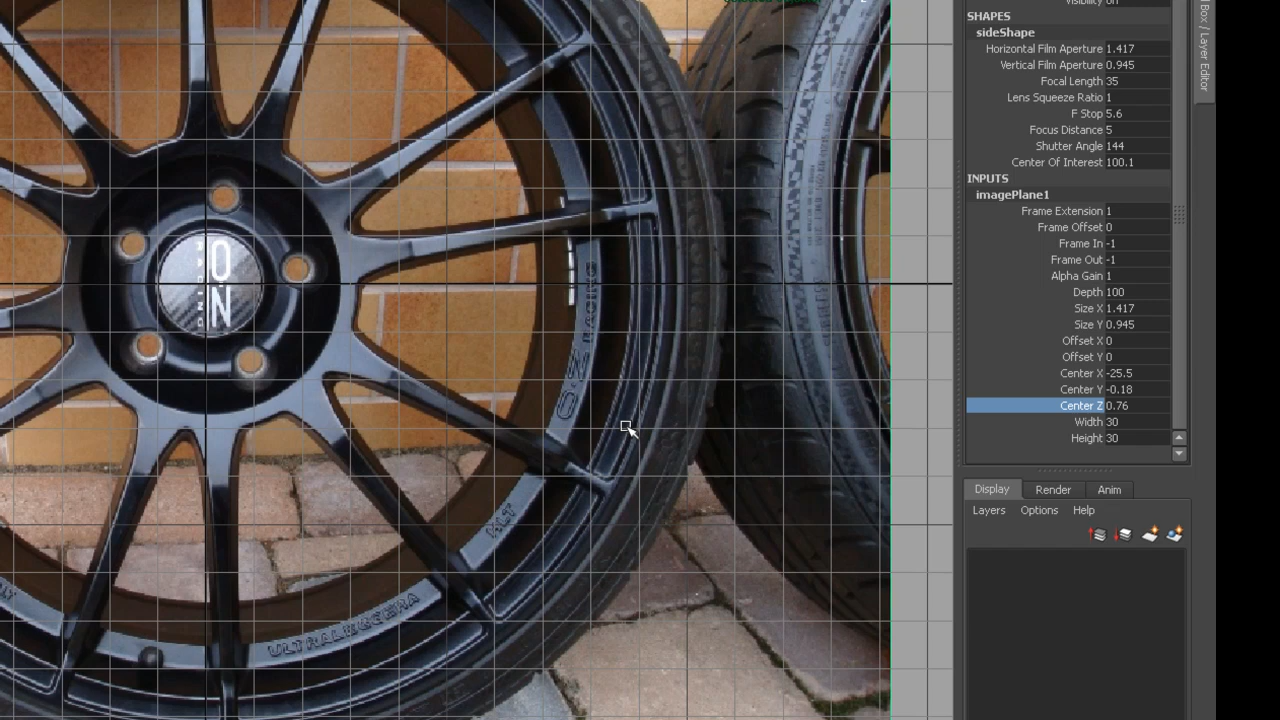 Visibility on
Box / Layer Editor
SHAPES
sideShape
Horizontal Film Aperture 1.417
Vertical Film Aperture 0.945
Focal Length 35
Lens Squeeze Ratio 1
F Stop 5.6
Focus Distance 5
Shutter Angle 144
Center Of Interest 100.1
INPUTS
imagePlane1
Frame Extension 1
Frame Offset 0
Frame In -1
Frame Out -1
Alpha Gain 1
Depth 100
Size X 1.417
Size Y 0.945
Offset X 0
Offset Y 0
Center X -25.5
Center Y -0.18
Center Z 0.76
Width 30
Height 30
Display Render Anim
Layers Options Help
O.Z RACING
HLT
ULTRALEGGERA